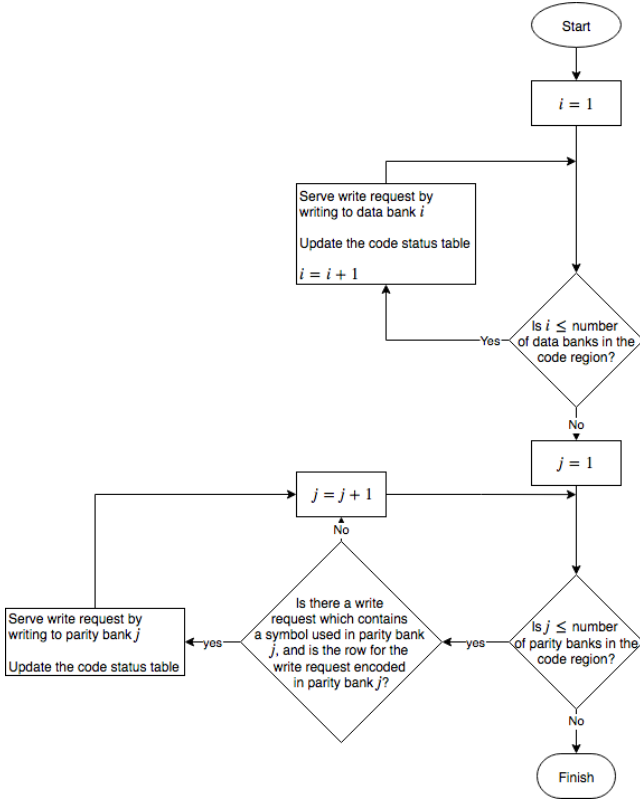 Start
i = 1
Serve write request by
writing to data bank i
Update the code status table
i = i + 1
Is i ≤ number
of data banks in the
code region?
Yes
No
j = 1
j = j + 1
No
Is there a write
request which contains
a symbol used in parity bank
j, and is the row for the
write request encoded
in parity bank j?
Serve write request by
writing to parity bank j
Update the code status table
yes
yes
Is j ≤ number
of parity banks in the
code region?
No
Finish